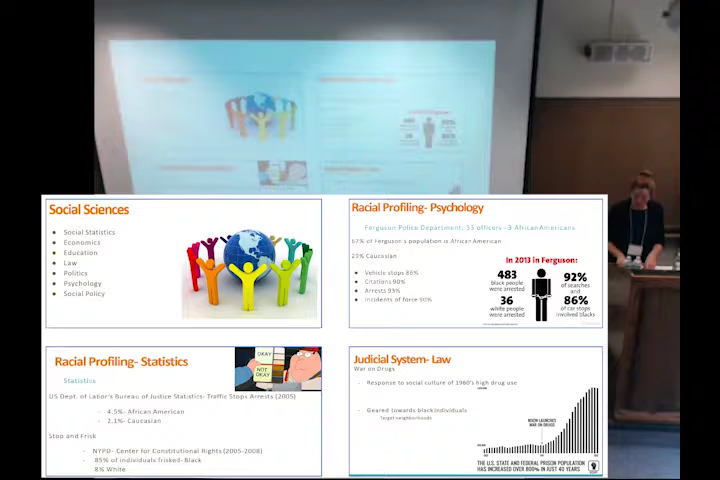 Social Sciences
Social Statistics
Economics
Education
Law
Politics
Psychology
Social Policy
Racial Profiling- Psychology
Ferguson Police Department: 53 officers - 3 African Americans
67% of Ferguson's population is African American
29% Caucasian
Vehicle stops 86%
Citations 90%
Arrests 93%
Incidents of force 90%
In 2013 in Ferguson:
483
black people
were arrested
36
white people
were arrested
92%
of searches
and
86%
of car stops
involved blacks
Racial Profiling- Statistics
OKAY
NOT
OKAY
Statistics
US Dept. of Labor's Bureau of Justice Statistics- Traffic Stops Arrests (2005)
- 4.5%- African American
- 2.1%- Caucasian
Stop and Frisk
- NYPD- Center for Constitutional Rights (2005-2008)
- 85% of individuals frisked- Black
8% White
Judicial System- Law
War on Drugs
- Response to social culture of 1960's high drug use
- Geared towards black individuals
Target neighborhoods
NIXON LAUNCHES
WAR ON DRUGS
THE U.S. STATE AND FEDERAL PRISON POPULATION
HAS INCREASED OVER 800% IN JUST 40 YEARS